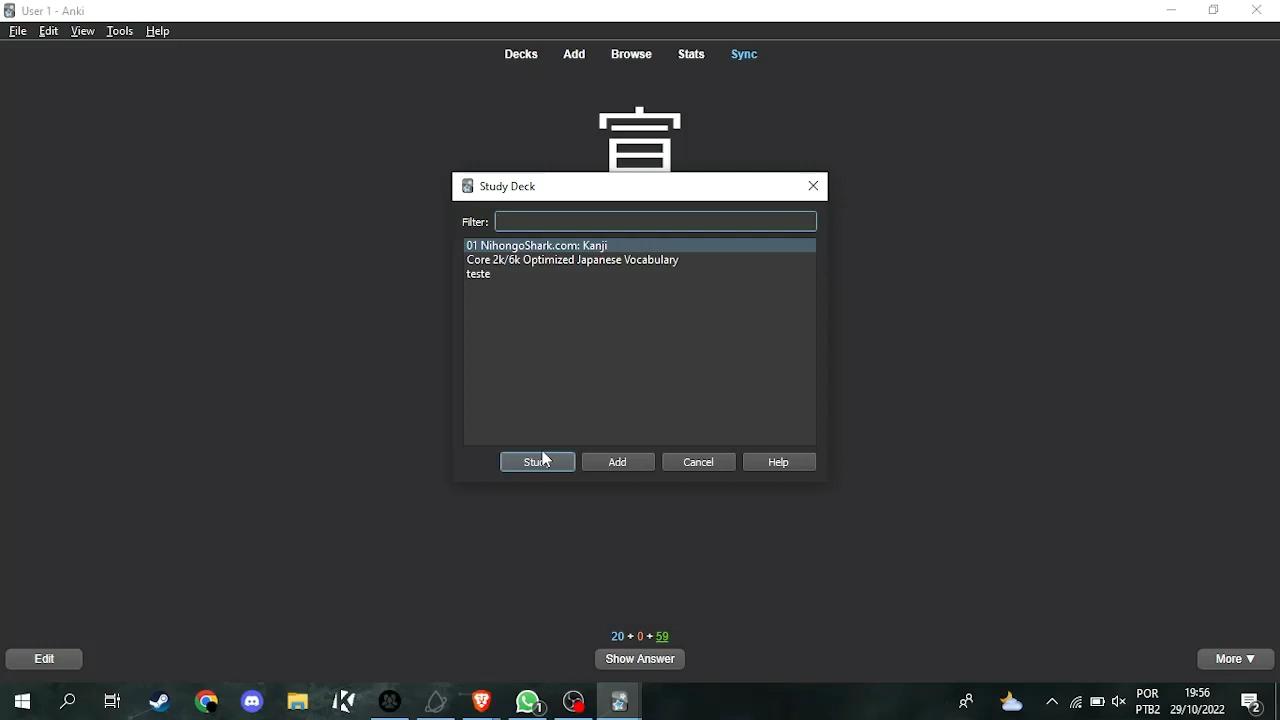 User 1 - Anki
File Edit View Tools Help
Decks Add Browse Stats Sync
Study Deck
Filter:
01 NihongoShark.com: Kanji
Core 2k/6k Optimized Japanese Vocabulary
teste
Add Cancel Help
20 + 0 + 59
Edit Show Answer More ▼
1 POR 19:56
PTB2 29/10/2022 2